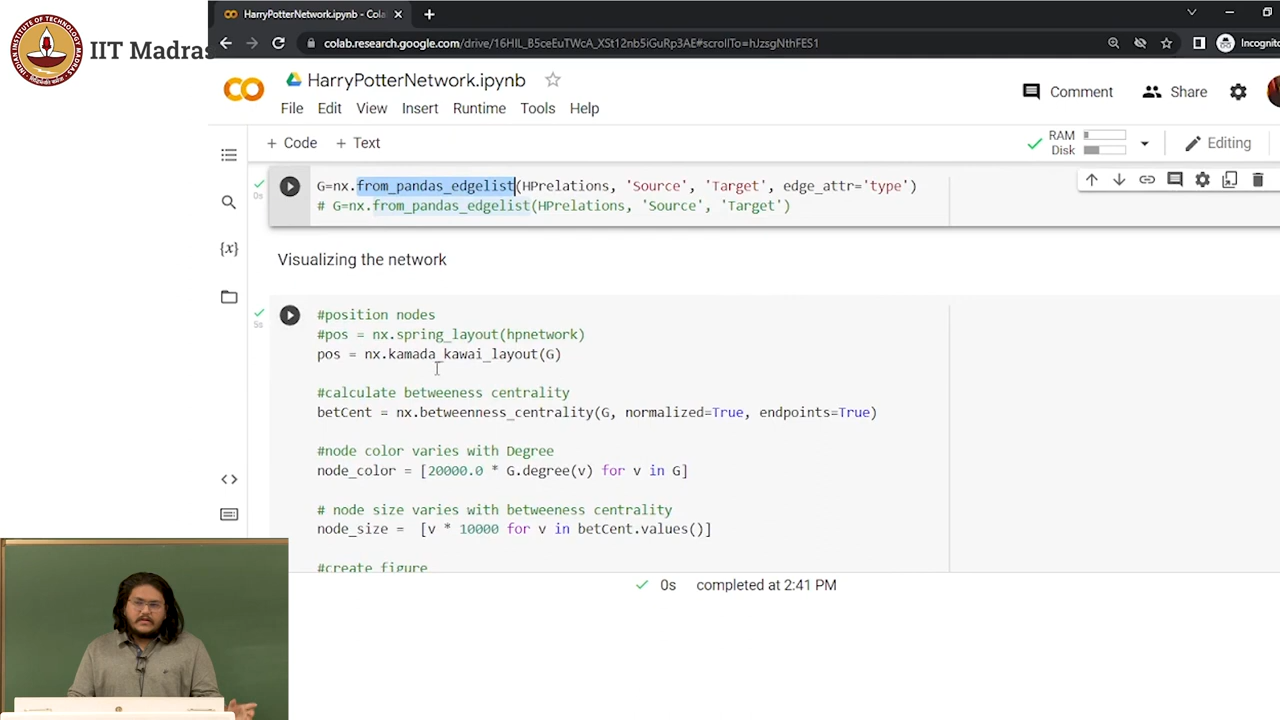 IIT Madras
HarryPotterNetwork.ipynb - Cola
colab.research.google.com/drive/16HIL_B5ceEuTWcA_XSt12nb5iGuRp3AE#scrollTo=hJzsgNthFES1
Incognito
HarryPotterNetwork.ipynb
Comment
Share
File Edit View Insert Runtime Tools Help
+ Code + Text
RAM
Disk
Editing
G=nx.from_pandas_edgelist(HPrelations, 'Source', 'Target', edge_attr='type')
0s
# G=nx.from_pandas_edgelist(HPrelations, 'Source', 'Target')
{x}
Visualizing the network
#position nodes
5s
#pos = nx.spring_layout(hpnetwork)
pos = nx.kamada_kawai_layout(G)
#calculate betweeness centrality
betCent = nx.betweenness_centrality(G, normalized=True, endpoints=True)
#node color varies with Degree
node_color = [20000.0 * G.degree(v) for v in G]
# node size varies with betweeness centrality
node_size =  [v * 10000 for v in betCent.values()]
#create figure
0s completed at 2:41 PM